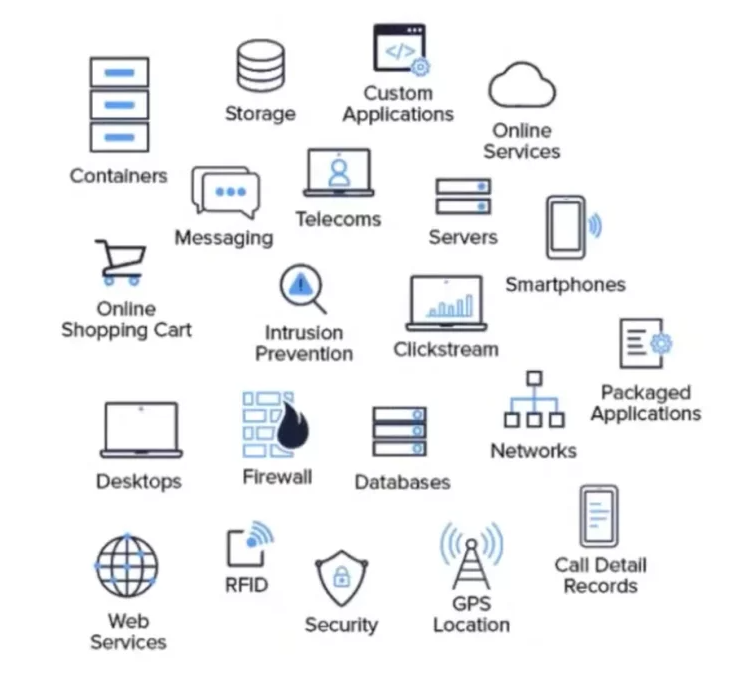 Storage
Custom
Applications
Online
Services
Containers
Messaging
Telecoms
Servers
Smartphones
Online
Shopping Cart
Intrusion
Prevention
Clickstream
Packaged
Applications
Desktops
Firewall
Databases
Networks
Web
Services
RFID
Security
GPS
Location
Call Detail
Records